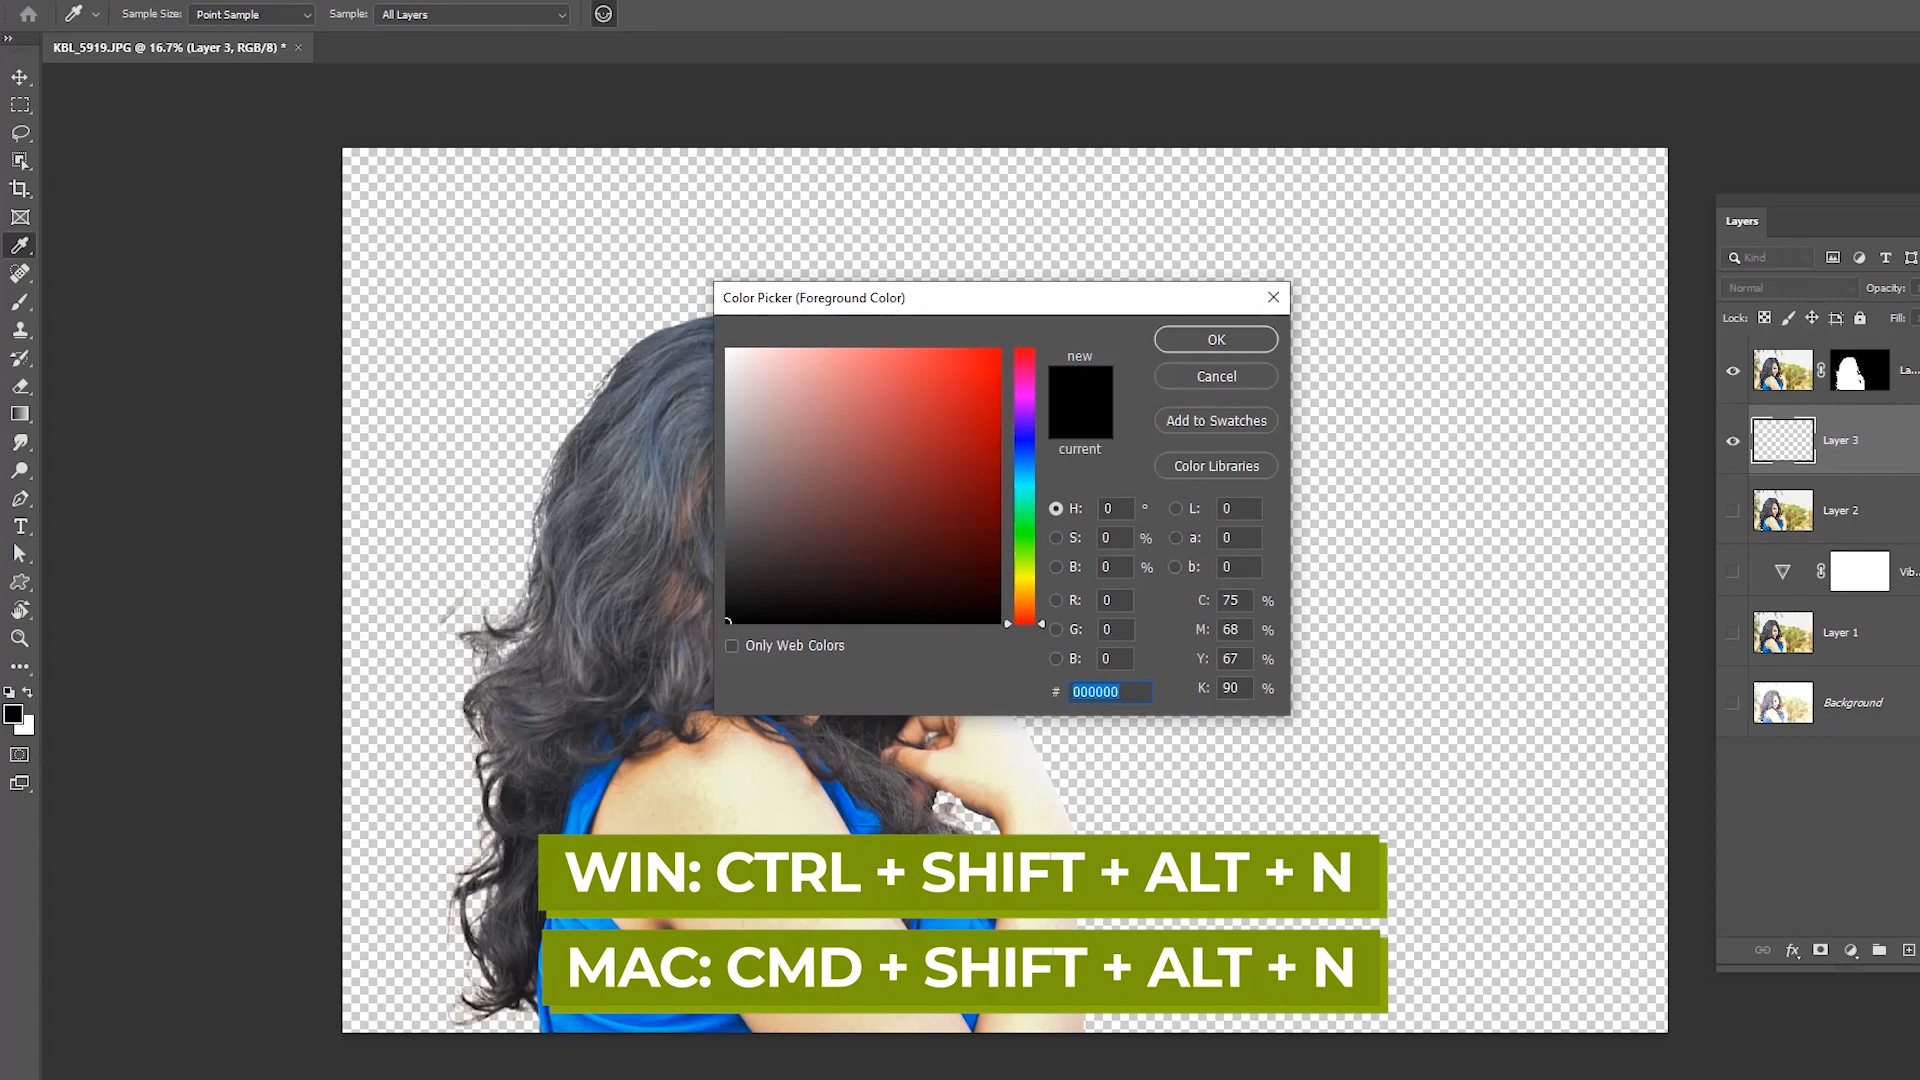 Sample Size: Point Sample Sample: All Layers
KBL_5919.JPG @ 16.7% (Layer 3, RGB/8) * ×
Layers
Kind
Normal Opacity:
Lock: Fill:
La...
Layer 3
Layer 2
Vib...
Layer 1
Background
Color Picker (Foreground Color)
new
current
OK
Cancel
Add to Swatches
Color Libraries
H: 0 ° L: 0
S: 0 % a: 0
B: 0 % b: 0
R: 0 C: 75 %
G: 0 M: 68 %
B: 0 Y: 67 %
# 000000 K: 90 %
Only Web Colors
WIN: CTRL + SHIFT + ALT + N
MAC: CMD + SHIFT + ALT + N